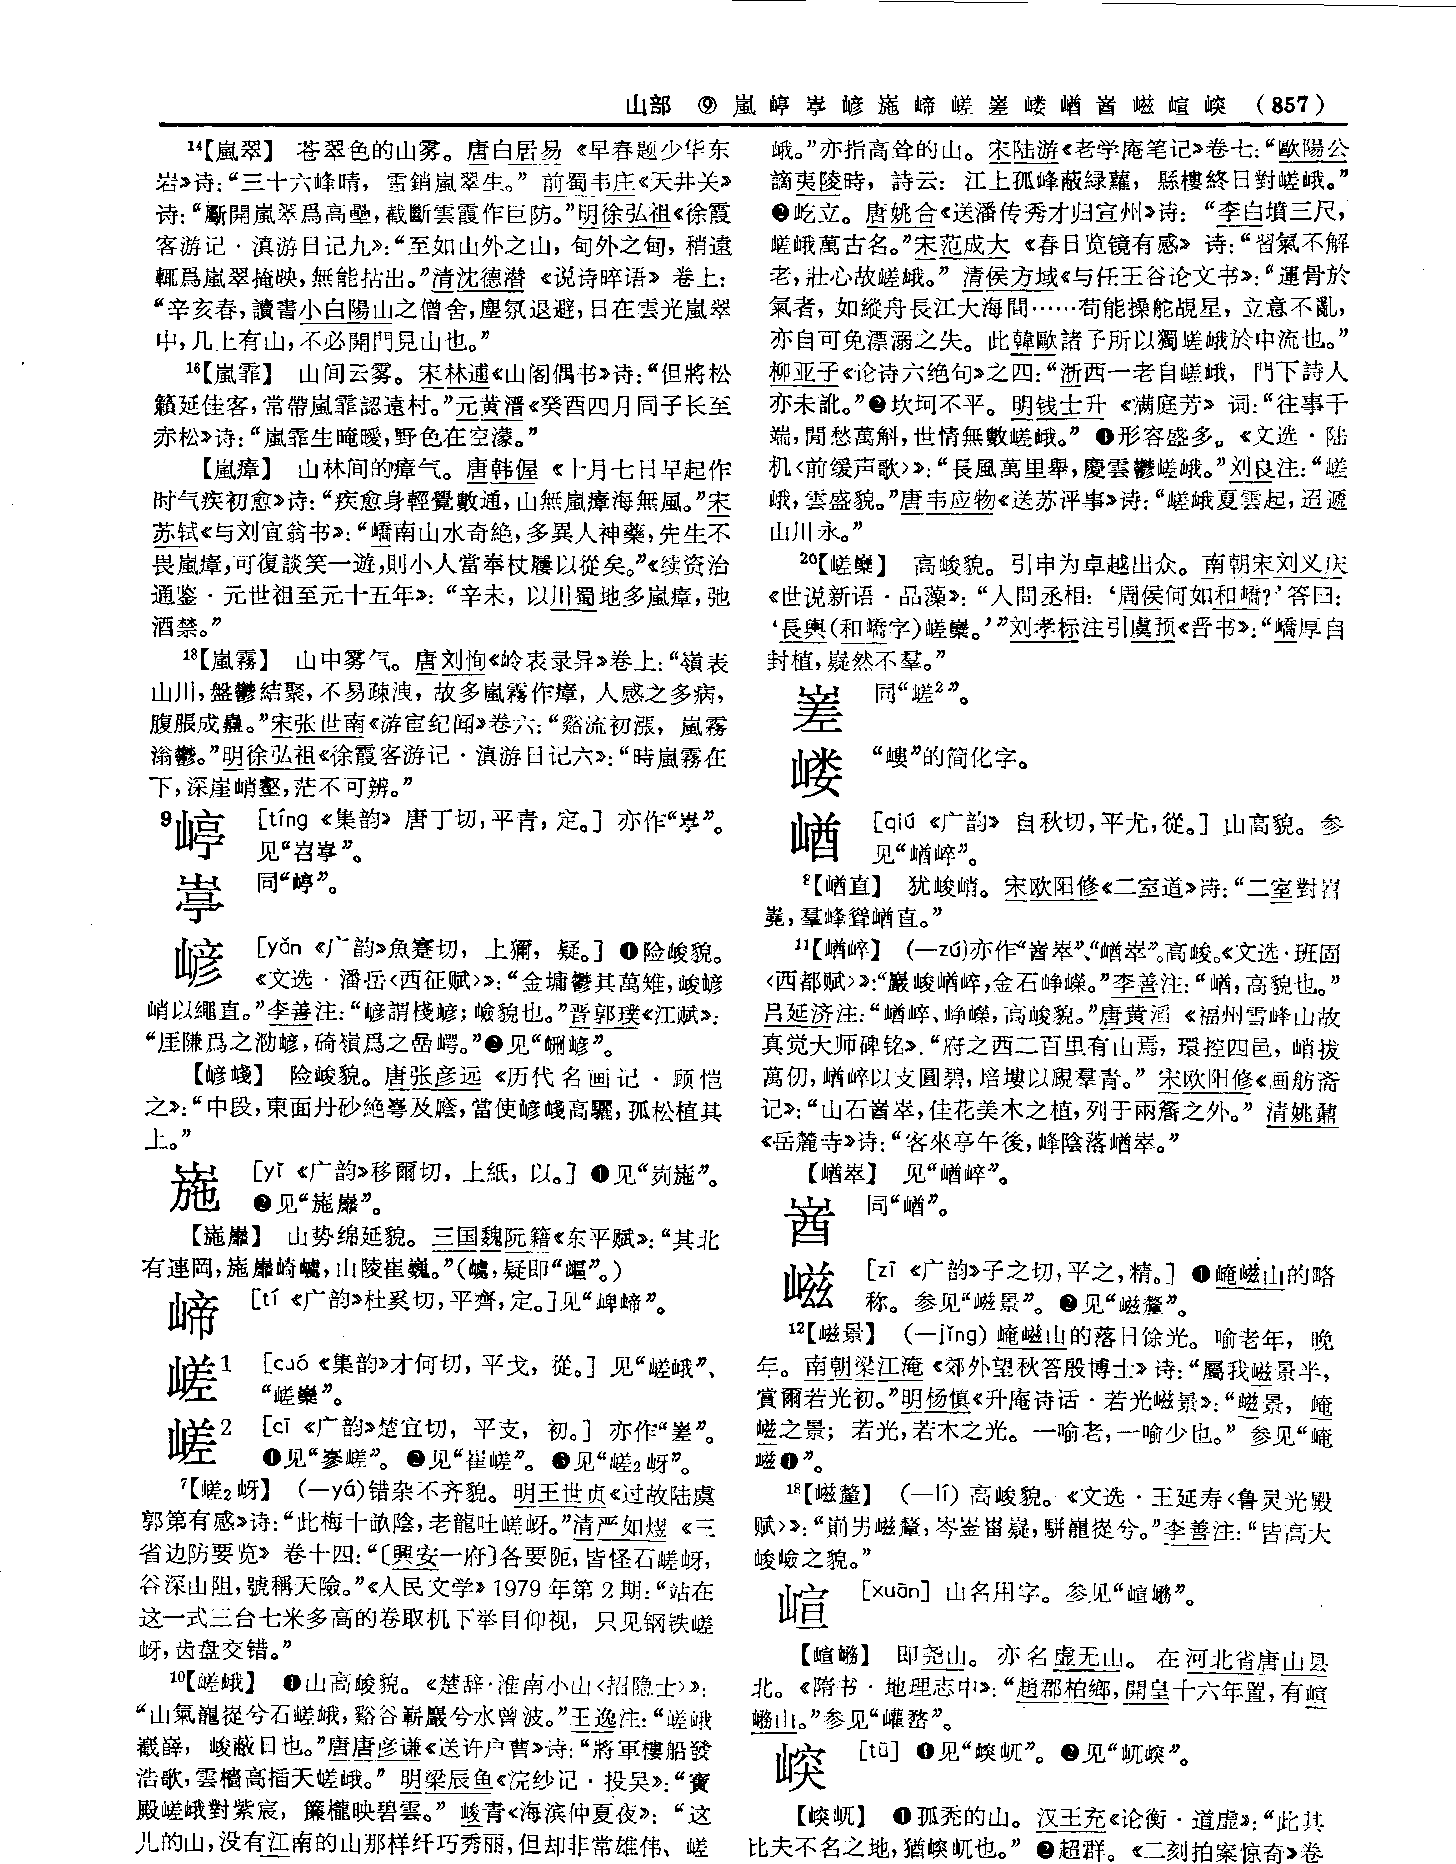 山部 ⑨ 嵐 嵉 嵉 嵃 崺 崹 嵯 嵳 嵝 崷 崷 嵫 嵮 嶀 （857）
14【嵐翠】 苍翠色的山雾。唐白居易《早春题少华东
岩》诗：“三十六峰晴，雪銷嵐翠生。” 前蜀韦庄《天井关》
诗：“斸開嵐翠爲高壘，截斷雲霞作巨防。”明徐弘祖《徐霞
客游记·滇游日记九》：“至如山外之山，甸外之甸，稍遠
輒爲嵐翠掩映，無能拈出。”清沈德潜《说诗晬语》卷上：
“辛亥春，讀書小白陽山之僧舍，塵氛退避，日在雲光嵐翠
中，几上有山，不必開門見山也。”
16【嵐霏】 山间云雾。宋林逋《山阁偶书》诗：“但將松
籟延佳客，常帶嵐霏認遠村。”元黄溍《癸酉四月同子长至
赤松》诗：“嵐霏生晻曖，野色在空濛。”
【嵐瘴】 山林间的瘴气。唐韩偓《十月七日早起作
时气疾初愈》诗：“疾愈身輕覺數通，山無嵐瘴海無風。”宋
苏轼《与刘宜翁书》：“嶠南山水奇絶，多異人神藥，先生不
畏嵐瘴，可復談笑一遊，則小人當奉杖屨以從矣。”《续资治
通鉴·元世祖至元十五年》：“辛未，以川蜀地多嵐瘴，弛
酒禁。”
18【嵐霧】 山中雾气。唐刘恂《岭表录异》卷上：“嶺表
山川，盤鬱結聚，不易疎洩，故多嵐霧作瘴，人感之多病，
腹脹成蠱。”宋张世南《游宦纪闻》卷六：“谿流初漲，嵐霧
滃鬱。”明徐弘祖《徐霞客游记·滇游日记六》：“時嵐霧在
下，深崖峭壑，茫不可辨。”
9嵉 [tíng 《集韵》唐丁切，平青，定。] 亦作“嵉”。
见“岧嵉”。
嵉 同“嵉”。
嵃 [yǎn 《广韵》魚蹇切，上獮，疑。] ❶险峻貌。
《文选·潘岳〈西征赋〉》：“金墉鬱其萬雉，峻嵃
峭以繩直。”李善注：“嵃謂棧嵃；嶮貌也。”晋郭璞《江赋》：
“厓隒爲之泐嵃，碕嶺爲之嵒崿。”❷见“嵃”。
【嵃嶘】 险峻貌。唐张彦远《历代名画记·顾恺
之》：“中段，東面丹砂絶崿及蔭，當使嵃嶘高驪，孤松植其
上。”
崺 [yǐ 《广韵》移爾切，上紙，以。] ❶见“峛崺”。
❷见“崺靡”。
【崺靡】 山势绵延貌。三国魏阮籍《东平赋》：“其北
有連岡，崺靡崎，山陵崔巍。”（，疑即“嶇”。）
崹 [tí 《广韵》杜奚切，平齊，定。]见“崥崹”。
嵯1 [cuó 《集韵》才何切，平戈，從。] 见“嵯峨”、
“嵯巒”。
嵯2 [cī 《广韵》楚宜切，平支，初。] 亦作“嵳”。
❶见“嵾嵯”。 ❷见“崔嵯”。 ❸见“嵯2岈”。
7【嵯2岈】 （—yá）错杂不齐貌。明王世贞《过故陆虞
郭第有感》诗：“此梅十畝陰，老龍吐嵯岈。”清严如熤《三
省边防要览》卷十四：“〔興安一府〕各要阨，皆怪石嵯岈，
谷深山阻，號稱天險。”《人民文学》1979年第2期：“站在
这一式三台七米多高的卷取机下举目仰视，只见钢铁嵯
岈，齿盘交错。”
10【嵯峨】 ❶山高峻貌。《楚辞·淮南小山〈招隐士〉》：
“山氣巃嵸兮石嵯峨，谿谷嶄巖兮水曾波。”王逸注：“嵯峨
巀嶭，峻蔽日也。”唐唐彦谦《送许户曹》诗：“將軍樓船發
浩歌，雲檣高插天嵯峨。” 明梁辰鱼《浣纱记·投吴》：“寶
殿嵯峨對紫宸，簾櫳映碧雲。” 峻青《海滨仲夏夜》：“这
儿的山，没有江南的山那样纤巧秀丽，但却非常雄伟、嵯
峨。”亦指高耸的山。宋陆游《老学庵笔记》卷七：“歐陽公
謫夷陵時，詩云：江上孤峰蔽緑蘿，縣樓終日對嵯峨。”
❷屹立。唐姚合《送潘传秀才归宣州》诗：“李白墳三尺，
嵯峨萬古名。”宋范成大《春日览镜有感》诗：“習氣不解
老，壯心故嵯峨。” 清侯方域《与任王谷论文书》：“運骨於
氣者，如縱舟長江大海間……苟能操舵覘星，立意不亂，
亦自可免漂溺之失。此韓歐諸子所以獨嵯峨於中流也。”
柳亚子《论诗六绝句》之四：“浙西一老自嵯峨，門下詩人
亦未訛。”❸坎坷不平。明钱士升《满庭芳》词：“往事千
端，閒愁萬斛，世情無數嵯峨。” ❹形容盛多。《文选·陆
机〈前缓声歌〉》：“長風萬里舉，慶雲鬱嵯峨。”刘良注：“嵯
峨，雲盛貌。”唐韦应物《送苏评事》诗：“嵯峨夏雲起，迢遞
山川永。”
20【嵯巒】 高峻貌。引申为卓越出众。南朝宋刘义庆
《世说新语·品藻》：“人問丞相：‘周侯何如和嶠？’答曰：
‘長輿（和嶠字）嵯巒。’”刘孝标注引虞预《晋书》：“嶠厚自
封植，嶷然不羣。”
嵳 同“嵯2”。
嵝 “嶁”的简化字。
崷 [qiú 《广韵》自秋切，平尤，從。] 山高貌。参
见“崷崪”。
8【崷直】 犹峻峭。宋欧阳修《二室道》诗：“二室對岧
嶤，羣峰聳崷直。”
11【崷崪】 （—zú）亦作“崷崒”、“崷崒”。高峻。《文选·班固
〈西都赋〉》：“巖峻崷崪，金石峥嶸。”李善注：“崷，高貌也。”
吕延济注：“崷崪、峥嶸，高峻貌。”唐黄滔《福州雪峰山故
真觉大师碑铭》：“府之西二百里有山焉，環控四邑，峭拔
萬仞，崷崪以支圓碧，培塿以覷羣青。” 宋欧阳修《画舫斋
记》：“山石崷崒，佳花美木之植，列于兩簷之外。” 清姚鼐
《岳麓寺》诗：“客來亭午後，峰陰落崷崒。”
【崷崒】 见“崷崪”。
崷 同“崷”。
嵫 [zī 《广韵》子之切，平之，精。] ❶崦嵫山的略
称。参见“嵫景”。 ❷见“嵫釐”。
12【嵫景】 （—jǐng）崦嵫山的落日馀光。喻老年，晚
年。南朝梁江淹《郊外望秋答殷博士》诗：“屬我嵫景半，
賞爾若光初。”明杨慎《升庵诗话·若光嵫景》：“嵫景，崦
嵫之景；若光，若木之光。一喻老，一喻少也。” 参见“崦
嵫❶”。
18【嵫釐】 （—lí）高峻貌。《文选·王延寿〈鲁灵光殿
赋〉》：“崱屴嵫釐，岑崟崰嶷，駢巃嵸兮。”李善注：“皆高大
峻嶮之貌。”
[xuān] 山名用字。参见“”。
即尧山。亦名虚无山。在河北省唐山县
北。《隋书·地理志中》：“趙郡柏鄉，開皇十六年置，有
山。”参见“巏嵍”。
[tū] ❶见“屼”。 ❷见“屼”。
❶孤秃的山。汉王充《论衡·道虚》：“此其
比夫不名之地，猶屼也。” ❷超群。《二刻拍案惊奇》卷